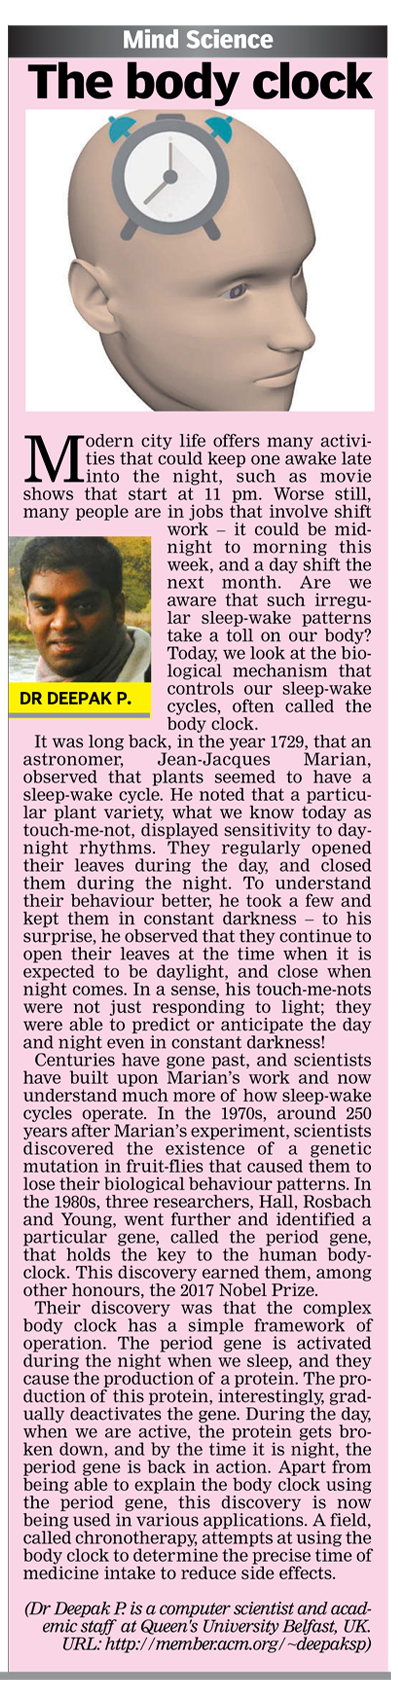 Mind Science
The body clock
Modern city life offers many activi-
ties that could keep one awake late
into the night, such as movie
shows that start at 11 pm. Worse still,
many people are in jobs that involve shift
work – it could be mid-
night to morning this
week, and a day shift the
next month. Are we
aware that such irregu-
lar sleep-wake patterns
take a toll on our body?
Today, we look at the bio-
logical mechanism that
controls our sleep-wake
cycles, often called the
body clock.
DR DEEPAK P.
It was long back, in the year 1729, that an
astronomer, Jean-Jacques Marian,
observed that plants seemed to have a
sleep-wake cycle. He noted that a particu-
lar plant variety, what we know today as
touch-me-not, displayed sensitivity to day-
night rhythms. They regularly opened
their leaves during the day, and closed
them during the night. To understand
their behaviour better, he took a few and
kept them in constant darkness – to his
surprise, he observed that they continue to
open their leaves at the time when it is
expected to be daylight, and close when
night comes. In a sense, his touch-me-nots
were not just responding to light; they
were able to predict or anticipate the day
and night even in constant darkness!
Centuries have gone past, and scientists
have built upon Marian's work and now
understand much more of how sleep-wake
cycles operate. In the 1970s, around 250
years after Marian's experiment, scientists
discovered the existence of a genetic
mutation in fruit-flies that caused them to
lose their biological behaviour patterns. In
the 1980s, three researchers, Hall, Rosbach
and Young, went further and identified a
particular gene, called the period gene,
that holds the key to the human body-
clock. This discovery earned them, among
other honours, the 2017 Nobel Prize.
Their discovery was that the complex
body clock has a simple framework of
operation. The period gene is activated
during the night when we sleep, and they
cause the production of a protein. The pro-
duction of this protein, interestingly, grad-
ually deactivates the gene. During the day,
when we are active, the protein gets bro-
ken down, and by the time it is night, the
period gene is back in action. Apart from
being able to explain the body clock using
the period gene, this discovery is now
being used in various applications. A field,
called chronotherapy, attempts at using the
body clock to determine the precise time of
medicine intake to reduce side effects.
(Dr Deepak P. is a computer scientist and acad-
emic staff at Queen's University Belfast, UK.
URL: http://member.acm.org/~deepaksp)